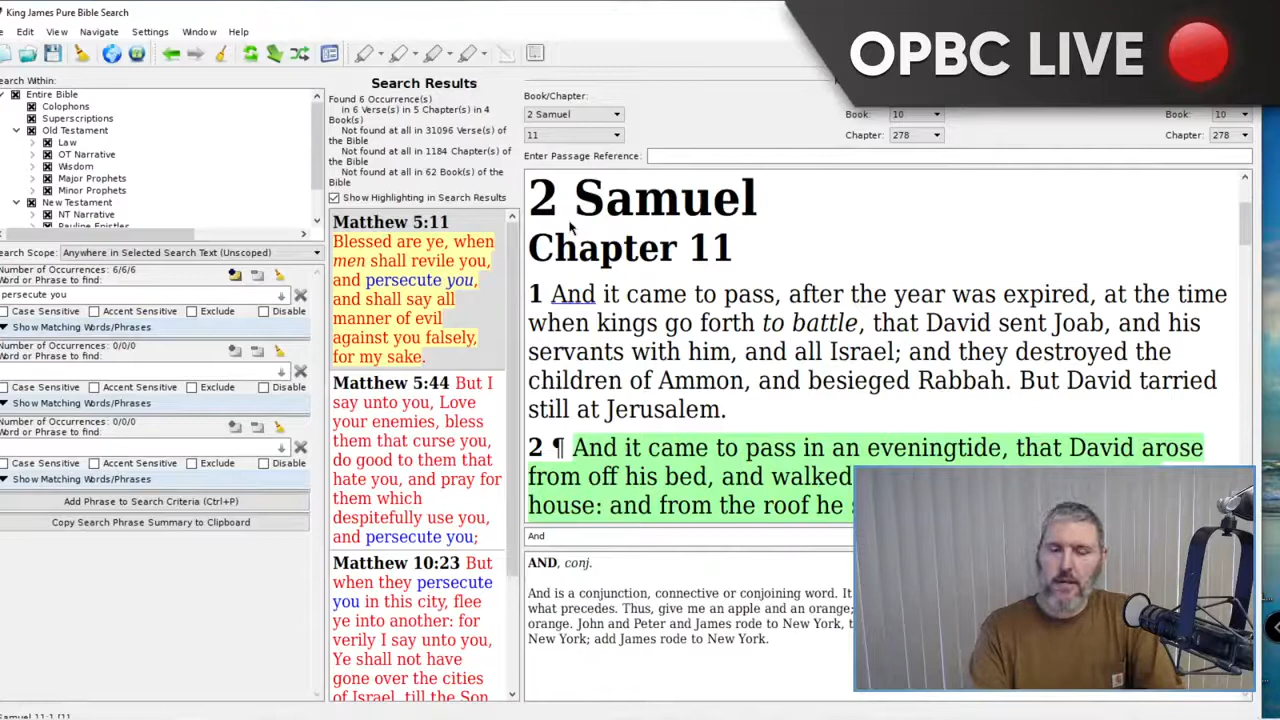 King James Pure Bible Search
OPBC LIVE
Edit View Navigate Settings Window Help
earch Within:
Entire Bible
Colophons
Superscriptions
Old Testament
Law
OT Narrative
Wisdom
Major Prophets
Minor Prophets
New Testament
NT Narrative
Pauline Epistles
earch Scope: Anywhere in Selected Search Text (Unscoped)
Number of Occurrences: 6/6/6
Word or Phrase to find:
persecute you
Case Sensitive Accent Sensitive Exclude Disable
Show Matching Words/Phrases
Number of Occurrences: 0/0/0
Word or Phrase to find:
Case Sensitive Accent Sensitive Exclude Disable
Show Matching Words/Phrases
Number of Occurrences: 0/0/0
Word or Phrase to find:
Case Sensitive Accent Sensitive Exclude Disable
Show Matching Words/Phrases
Add Phrase to Search Criteria (Ctrl+P)
Copy Search Phrase Summary to Clipboard
Search Results
Found 6 Occurrence(s)
in 6 Verse(s) in 5 Chapter(s) in 4
Book(s)
Not found at all in 31096 Verse(s) of
the Bible
Not found at all in 1184 Chapter(s) of
the Bible
Not found at all in 62 Book(s) of the
Bible
Show Highlighting in Search Results
Matthew 5:11
Blessed are ye, when
men shall revile you,
and persecute you,
and shall say all
manner of evil
against you falsely,
for my sake.
Matthew 5:44 But I
say unto you, Love
your enemies, bless
them that curse you,
do good to them that
hate you, and pray for
them which
despitefully use you,
and persecute you;
Matthew 10:23 But
when they persecute
you in this city, flee
ye into another: for
verily I say unto you,
Ye shall not have
gone over the cities
of Israel, till the Son
Book/Chapter:
2 Samuel
11
Book: 10
Chapter: 278
10
Chapter: 278
Enter Passage Reference:
2 Samuel
Chapter 11
1 And it came to pass, after the year was expired, at the time
when kings go forth to battle, that David sent Joab, and his
servants with him, and all Israel; and they destroyed the
children of Ammon, and besieged Rabbah. But David tarried
still at Jerusalem.
2 ¶ And it came to pass in an eveningtide, that David arose
from off his bed, and walked
house: and from the roof he
And
AND, conj.
And is a conjunction, connective or conjoining word. It
what precedes. Thus, give me an apple and an orange;
orange. John and Peter and James rode to New York, t
New York; add James rode to New York.
Samuel 11:1 [1]